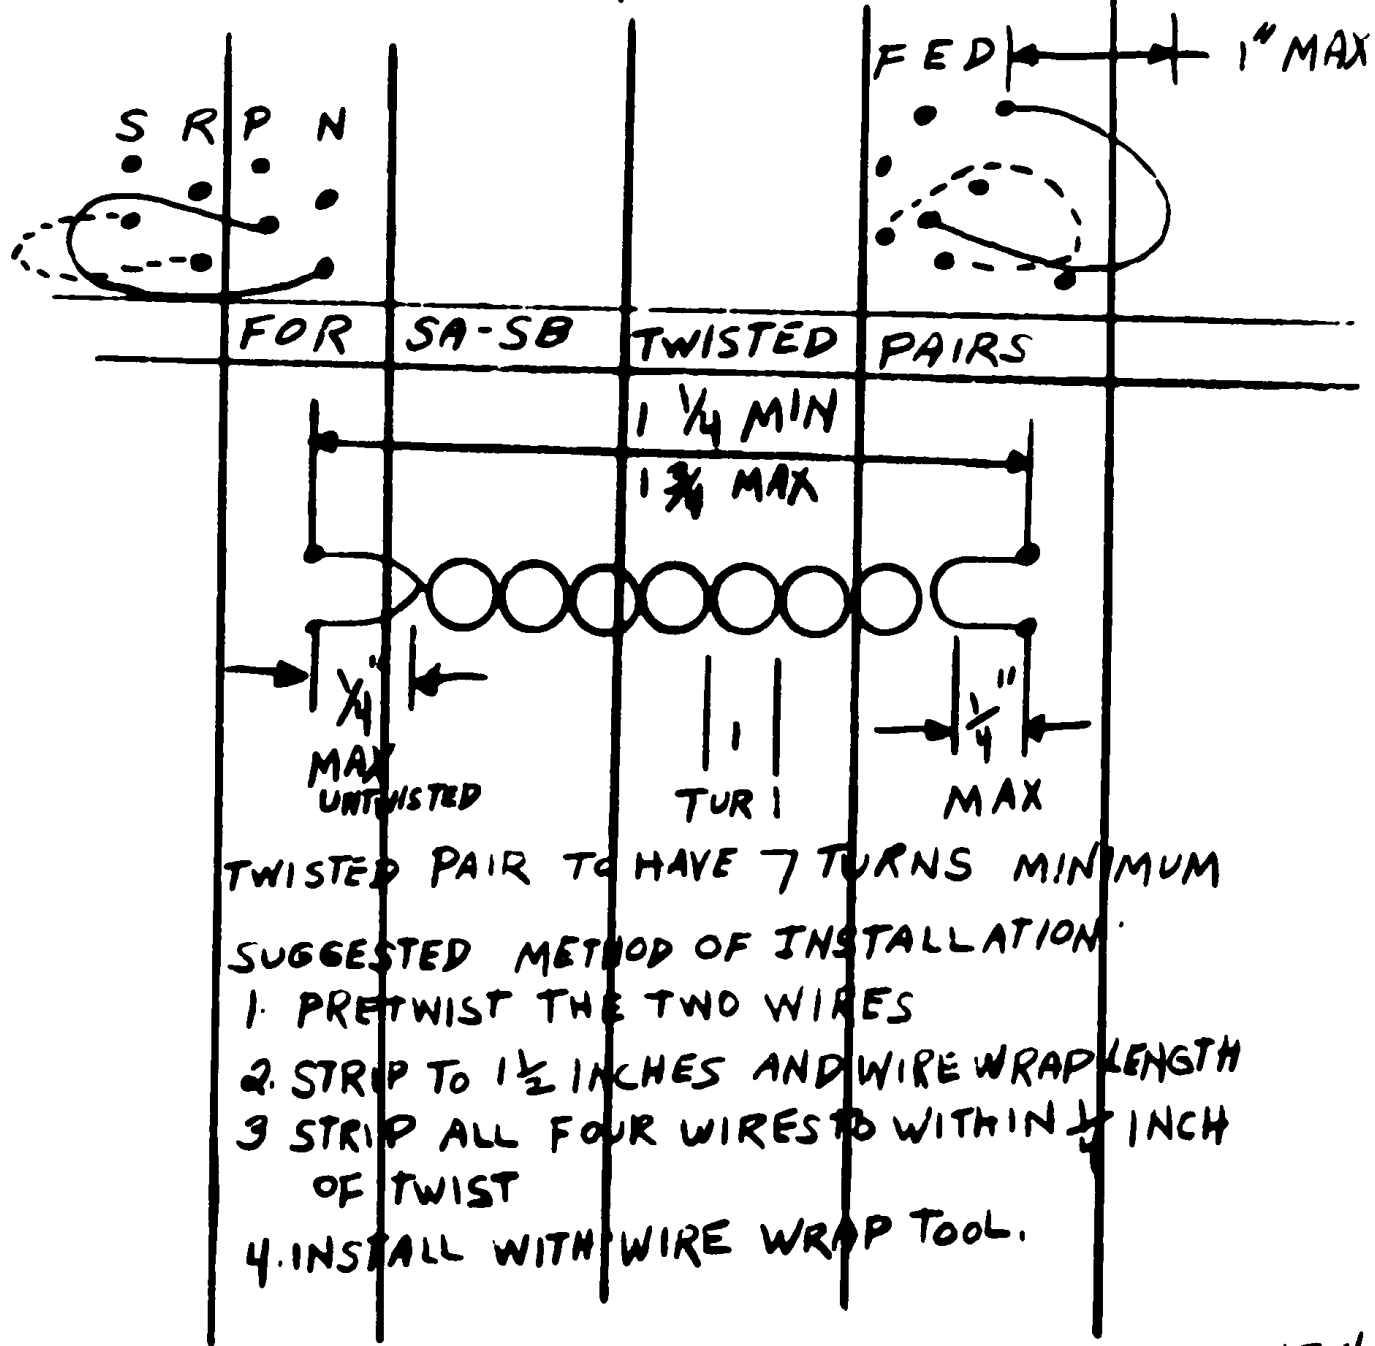 FED 1" MAX
S R P N
FOR SA-SB TWISTED PAIRS
1 1/4 MIN
1 3/4 MAX
1/4" 1 1/4"
MAX TUR MAX
UNTWISTED
TWISTED PAIR TO HAVE 7 TURNS MINIMUM
SUGGESTED METHOD OF INSTALLATION
1. PRETWIST THE TWO WIRES
2. STRIP TO 1 1/2 INCHES AND WIRE WRAP LENGTH
3 STRIP ALL FOUR WIRES TO WITHIN 1/4 INCH
OF TWIST
4. INSTALL WITH WIRE WRAP TOOL.